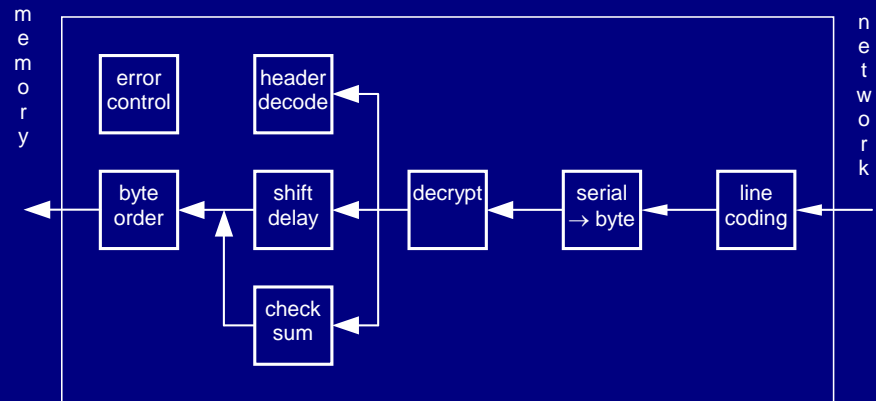 m
e
m
o
r
y
error
control
header
decode
byte
order
shift
delay
decrypt
serial
→ byte
line
coding
check
sum
n
e
t
w
o
r
k